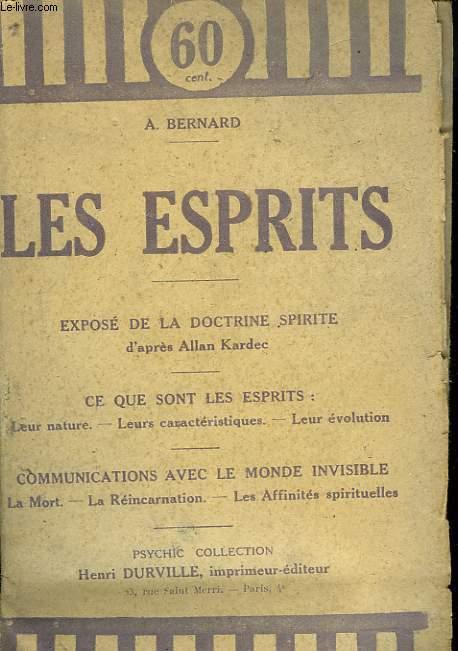 Le-livre.com
60
cent.
A. BERNARD
LES ESPRITS
EXPOSÉ DE LA DOCTRINE SPIRITE
d'après Allan Kardec
CE QUE SONT LES ESPRITS :
Leur nature. — Leurs caractéristiques. — Leur évolution
COMMUNICATIONS AVEC LE MONDE INVISIBLE
La Mort. — La Réincarnation. — Les Affinités spirituelles
PSYCHIC COLLECTION
Henri DURVILLE, imprimeur-éditeur
rue Saint Merri. — Paris, 4e